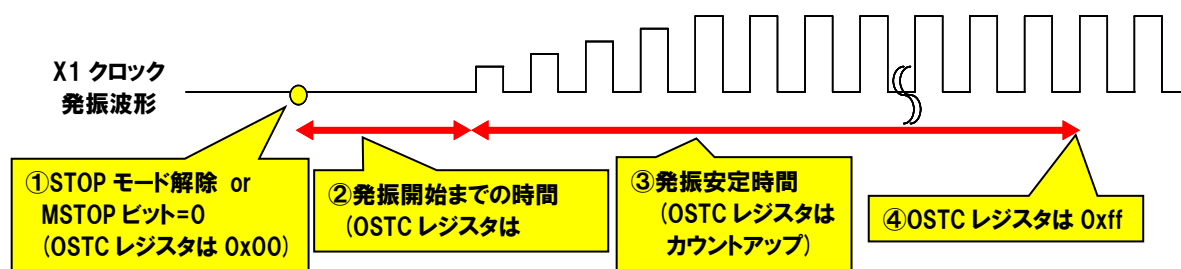 X1 クロック
発振波形
①STOP モード解除 or
MSTOP ビット=0
(OSTC レジスタは 0x00)
②発振開始までの時間
(OSTC レジスタは
③発振安定時間
(OSTC レジスタは
カウントアップ)
④OSTC レジスタは 0xff